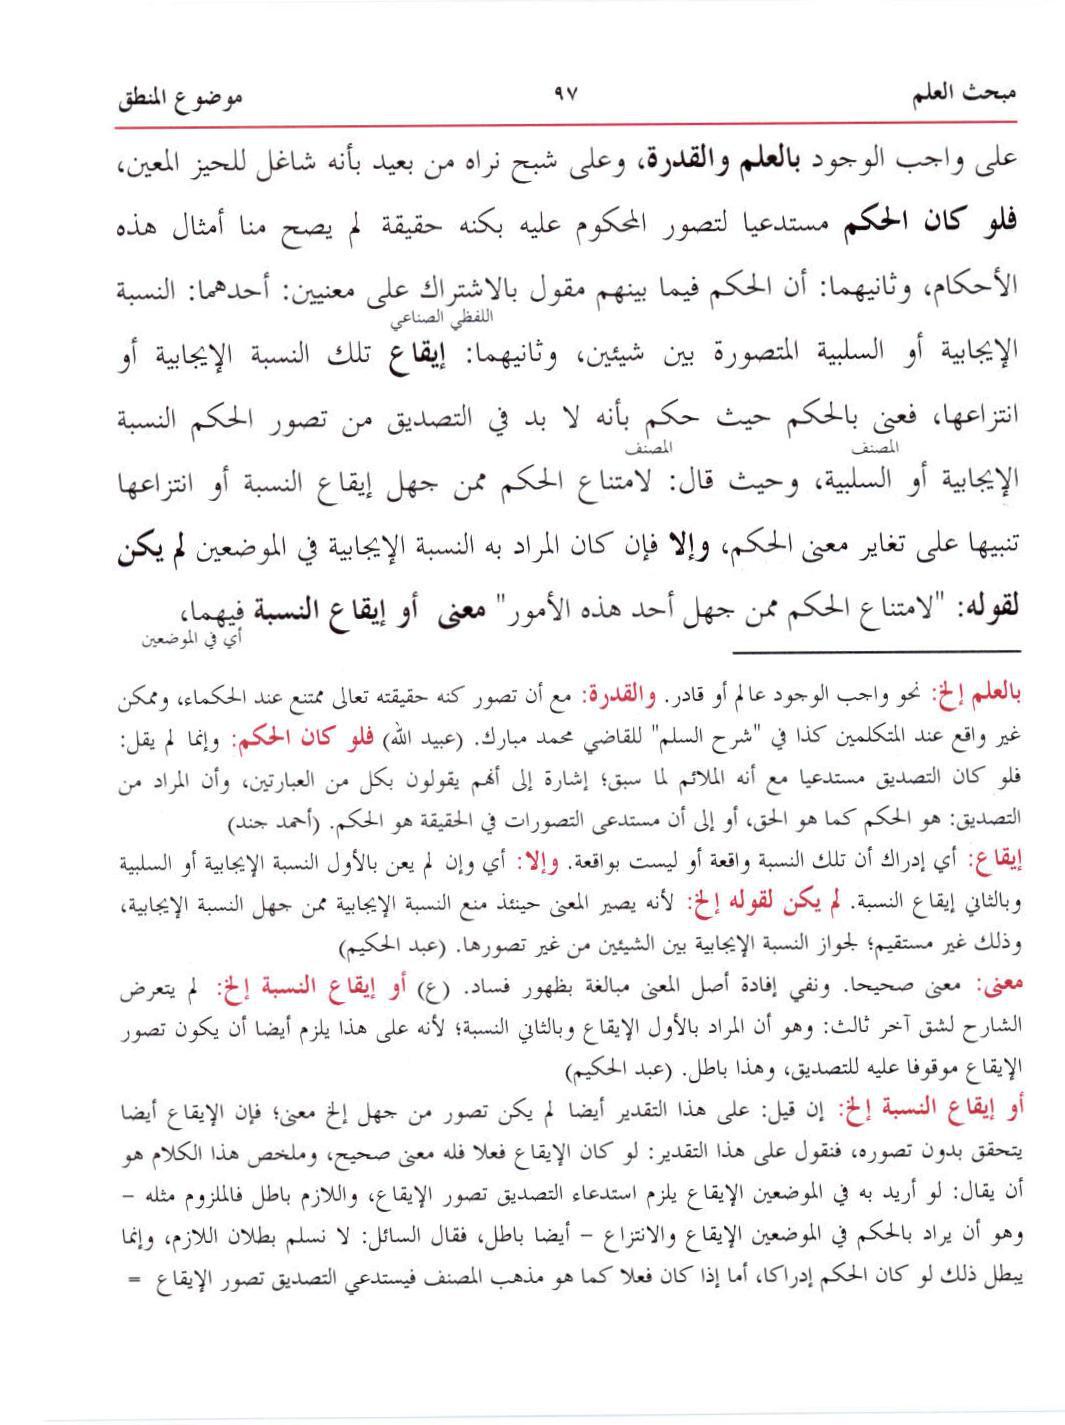 مبحث العلم ٩٧ موضوع المنطق
على واجب الوجود بالعلم والقدرة، وعلى شبح نراه من بعيد بأنه شاغل للحيز المعين،
فلو كان الحكم مستدعيا لتصور المحكوم عليه بكنه حقيقة لم يصح منا أمثال هذه
الأحكام، وثانيهما: أن الحكم فيما بينهم مقول بالاشتراك على معنيين: أحدهما: النسبة
اللفظي الصناعي
الإيجابية أو السلبية المتصورة بين شيئين، وثانيهما: إيقاع تلك النسبة الإيجابية أو
انتزاعها، فعنى بالحكم حيث حكم بأنه لا بد في التصديق من تصور الحكم النسبة
المصنف المصنف
الإيجابية أو السلبية، وحيث قال: لامتناع الحكم ممن جهل إيقاع النسبة أو انتزاعها
تنبيها على تغاير معنى الحكم، وإلا فإن كان المراد به النسبة الإيجابية في الموضعين لم يكن
لقوله: "لامتناع الحكم ممن جهل أحد هذه الأمور" معنى أو إيقاع النسبة فيهما،
أي في الموضعين
بالعلم إلخ: نحو واجب الوجود عالم أو قادر. والقدرة: مع أن تصور كنه حقيقته تعالى ممتنع عند الحكماء، وممكن
غير واقع عند المتكلمين كذا في "شرح السلم" للقاضي محمد مبارك. (عبيد الله) فلو كان الحكم: وإنما لم يقل:
فلو كان التصديق مستدعيا مع أنه الملائم لما سبق؛ إشارة إلى أنهم يقولون بكل من العبارتين، وأن المراد من
التصديق: هو الحكم كما هو الحق، أو إلى أن مستدعى التصورات في الحقيقة هو الحكم. (أحمد جند)
إيقاع: أي إدراك أن تلك النسبة واقعة أو ليست بواقعة. وإلا: أي وإن لم يعن بالأول النسبة الإيجابية أو السلبية
وبالثاني إيقاع النسبة. لم يكن لقوله إلخ: لأنه يصير المعنى حينئذ منع النسبة الإيجابية ممن جهل النسبة الإيجابية،
وذلك غير مستقيم؛ لجواز النسبة الإيجابية بين الشيئين من غير تصورها. (عبد الحكيم)
معنى: معنى صحيحا. ونفي إفادة أصل المعنى مبالغة بظهور فساد. (ع) أو إيقاع النسبة إلخ: لم يتعرض
الشارح لشق آخر ثالث: وهو أن المراد بالأول الإيقاع وبالثاني النسبة؛ لأنه على هذا يلزم أيضا أن يكون تصور
الإيقاع موقوفا عليه للتصديق، وهذا باطل. (عبد الحكيم)
أو إيقاع النسبة إلخ: إن قيل: على هذا التقدير أيضا لم يكن تصور من جهل إلخ معنى؛ فإن الإيقاع أيضا
يتحقق بدون تصوره، فنقول على هذا التقدير: لو كان الإيقاع فعلا فله معنى صحيح، وملخص هذا الكلام هو
أن يقال: لو أريد به في الموضعين الإيقاع يلزم استدعاء التصديق تصور الإيقاع، واللازم باطل فالملزوم مثله –
وهو أن يراد بالحكم في الموضعين الإيقاع والانتزاع – أيضا باطل، فقال السائل: لا نسلم بطلان اللازم، وإنما
يبطل ذلك لو كان الحكم إدراكا، أما إذا كان فعلا كما هو مذهب المصنف فيستدعي التصديق تصور الإيقاع =